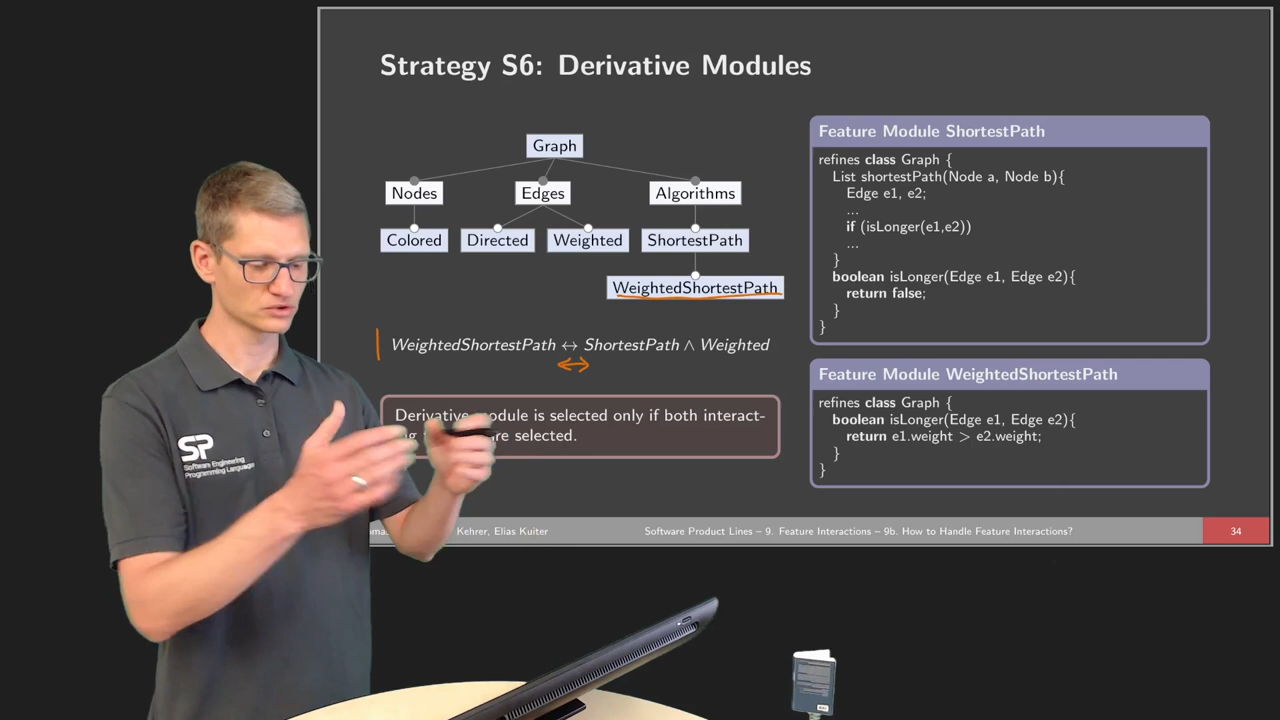 Strategy S6: Derivative Modules
Graph
Nodes
Edges
Algorithms
Colored
Directed
Weighted
ShortestPath
WeightedShortestPath
WeightedShortestPath ↔ ShortestPath ∧ Weighted
Derivative module is selected only if both interact-
are selected.
Feature Module ShortestPath
refines class Graph {
List shortestPath(Node a, Node b){
Edge e1, e2;
...
if (isLonger(e1,e2))
...
}
boolean isLonger(Edge e1, Edge e2){
return false;
}
}
Feature Module WeightedShortestPath
refines class Graph {
boolean isLonger(Edge e1, Edge e2){
return e1.weight > e2.weight;
}
}
Kehrer, Elias Kuiter
Software Product Lines – 9. Feature Interactions – 9b. How to Handle Feature Interactions?
34
SP
Software Engineering
Programming Languages